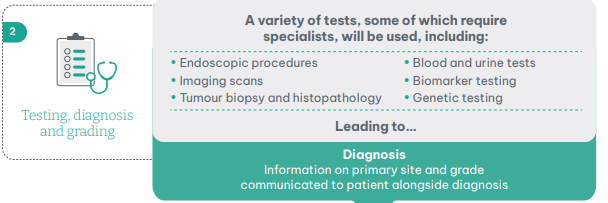 2
Testing, diagnosis
and grading
A variety of tests, some of which require
specialists, will be used, including:
• Endoscopic procedures
• Imaging scans
• Tumour biopsy and histopathology
• Blood and urine tests
• Biomarker testing
• Genetic testing
Leading to...
Diagnosis
Information on primary site and grade
communicated to patient alongside diagnosis